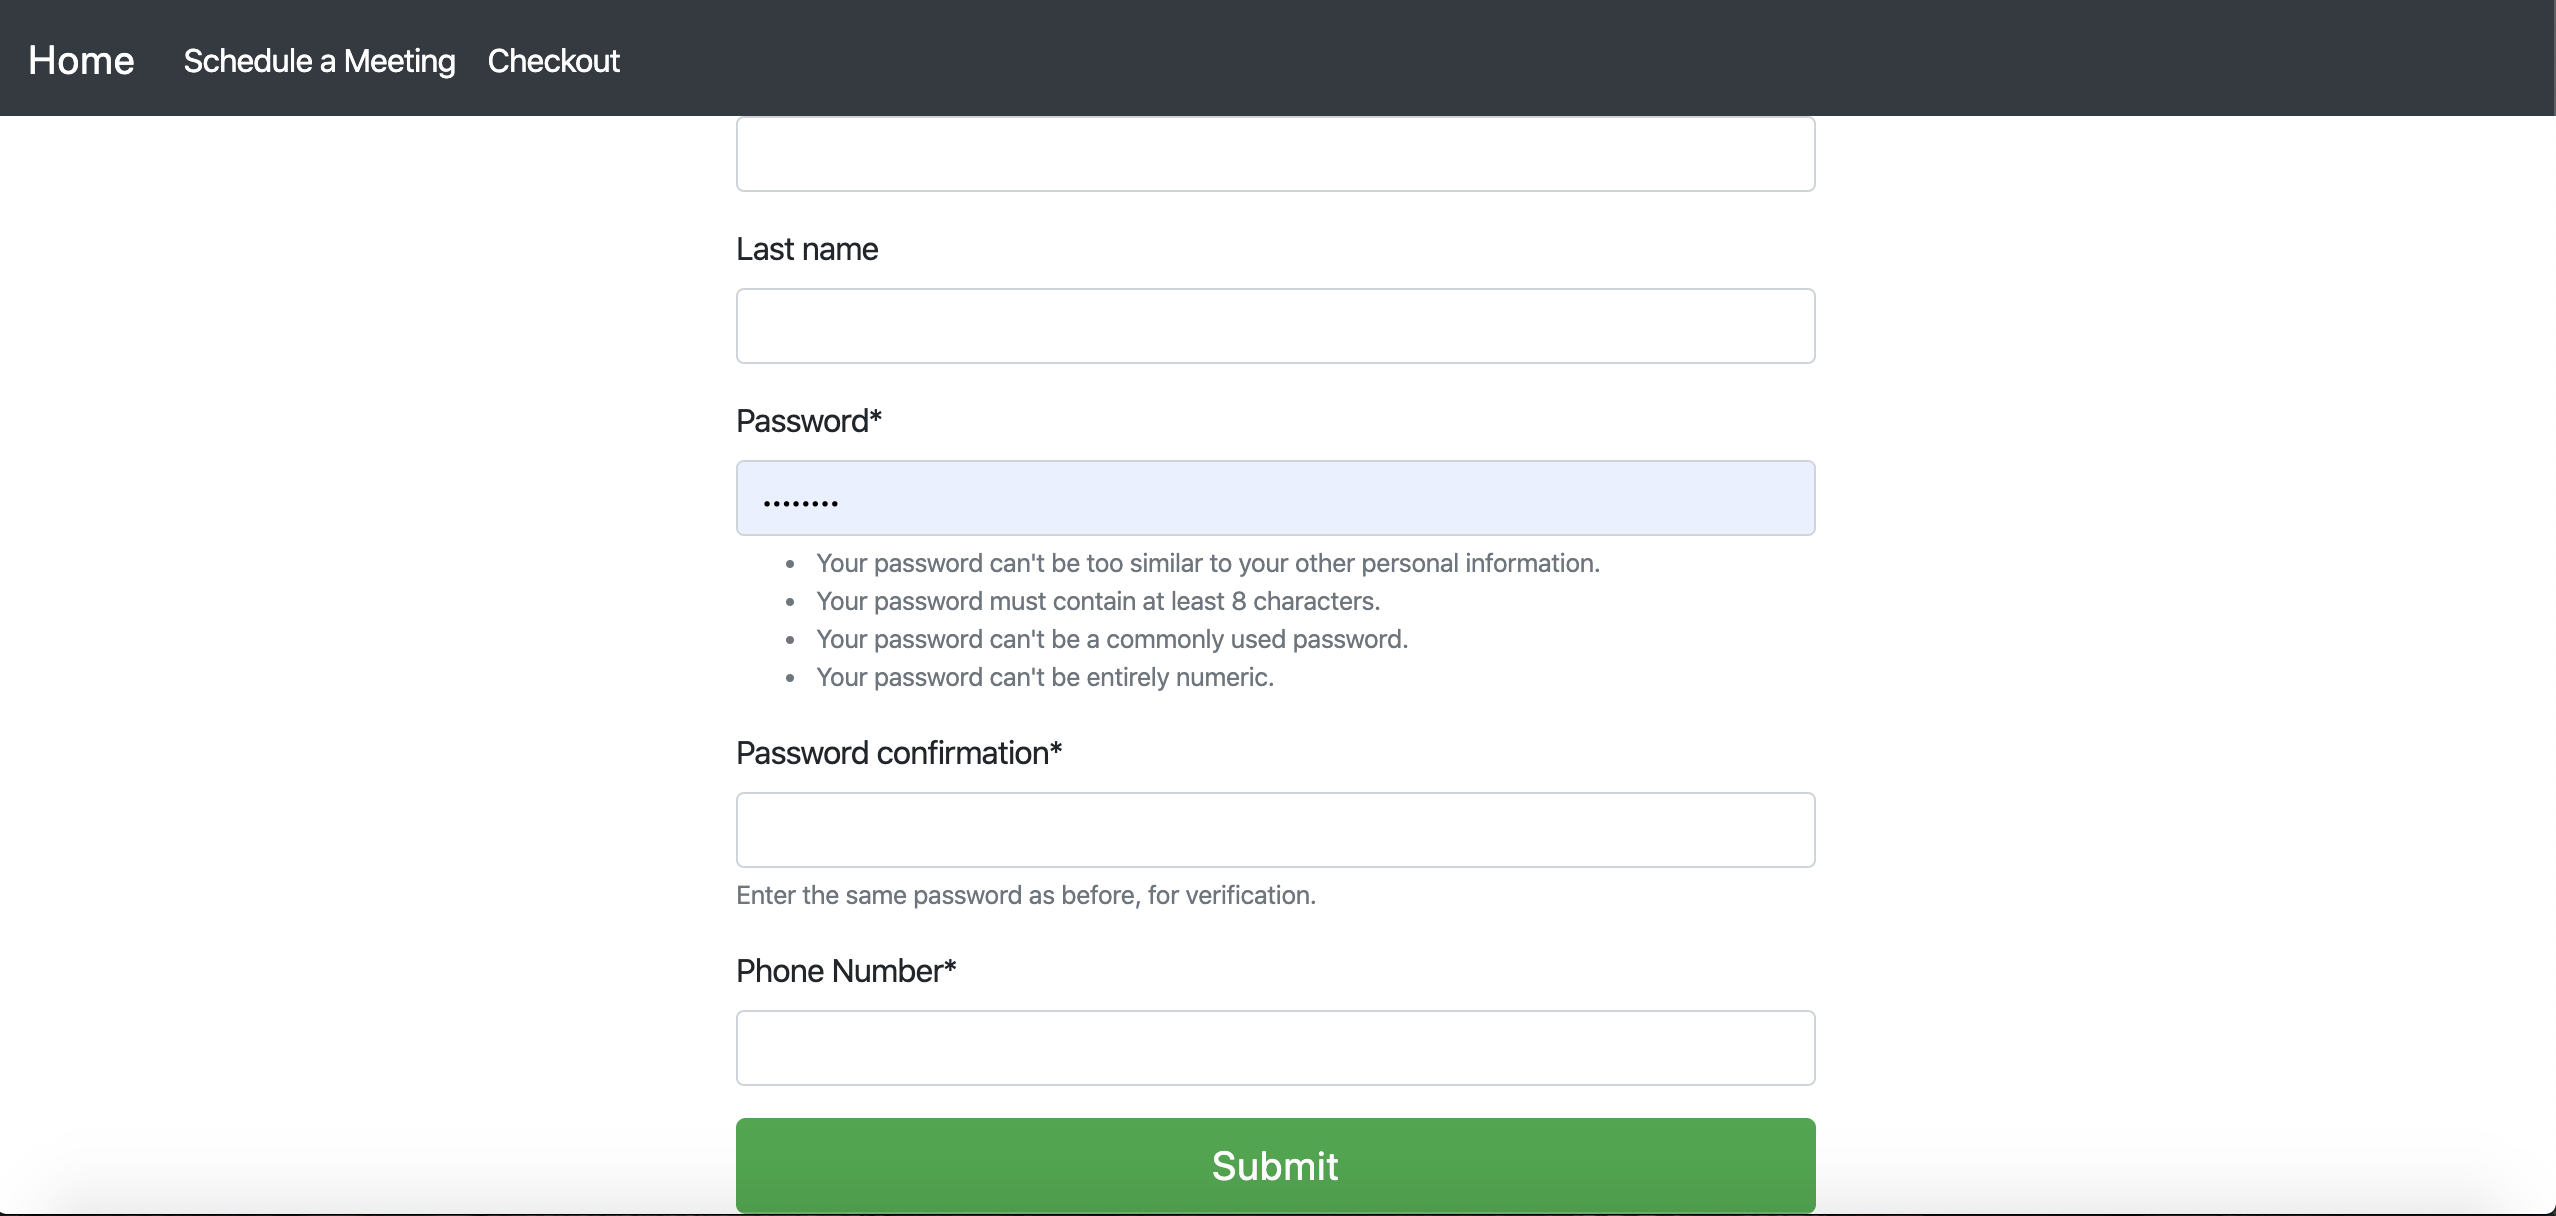 Home Schedule a Meeting Checkout
Last name
Password*
••••••••
• Your password can't be too similar to your other personal information.
• Your password must contain at least 8 characters.
• Your password can't be a commonly used password.
• Your password can't be entirely numeric.
Password confirmation*
Enter the same password as before, for verification.
Phone Number*
Submit